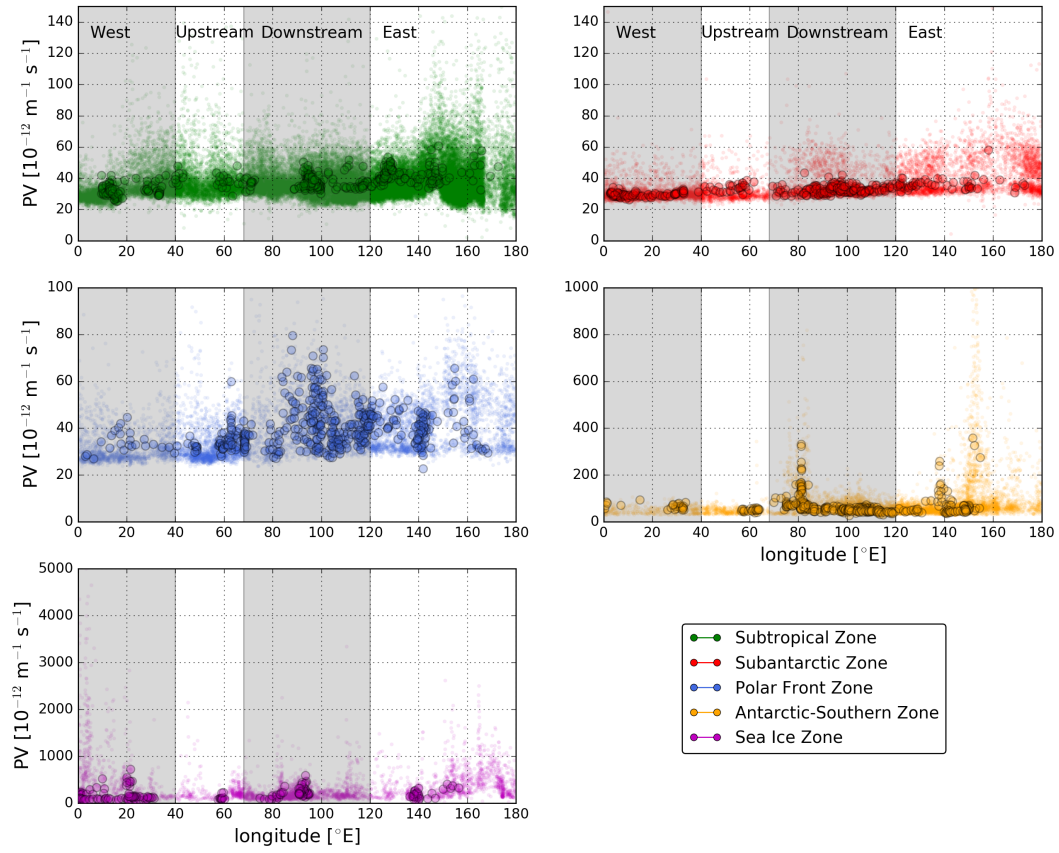 West Upstream Downstream East
PV [10⁻¹² m⁻¹ s⁻¹]
140
120
100
80
60
40
20
0
0 20 40 60 80 100 120 140 160 180
West Upstream Downstream East
140
120
100
80
60
40
20
0
0 20 40 60 80 100 120 140 160 180
PV [10⁻¹² m⁻¹ s⁻¹]
100
80
60
40
20
0
0 20 40 60 80 100 120 140 160 180
1000
800
600
400
200
0
0 20 40 60 80 100 120 140 160 180
longitude [°E]
PV [10⁻¹² m⁻¹ s⁻¹]
5000
4000
3000
2000
1000
0
0 20 40 60 80 100 120 140 160 180
longitude [°E]
Subtropical Zone
Subantarctic Zone
Polar Front Zone
Antarctic-Southern Zone
Sea Ice Zone